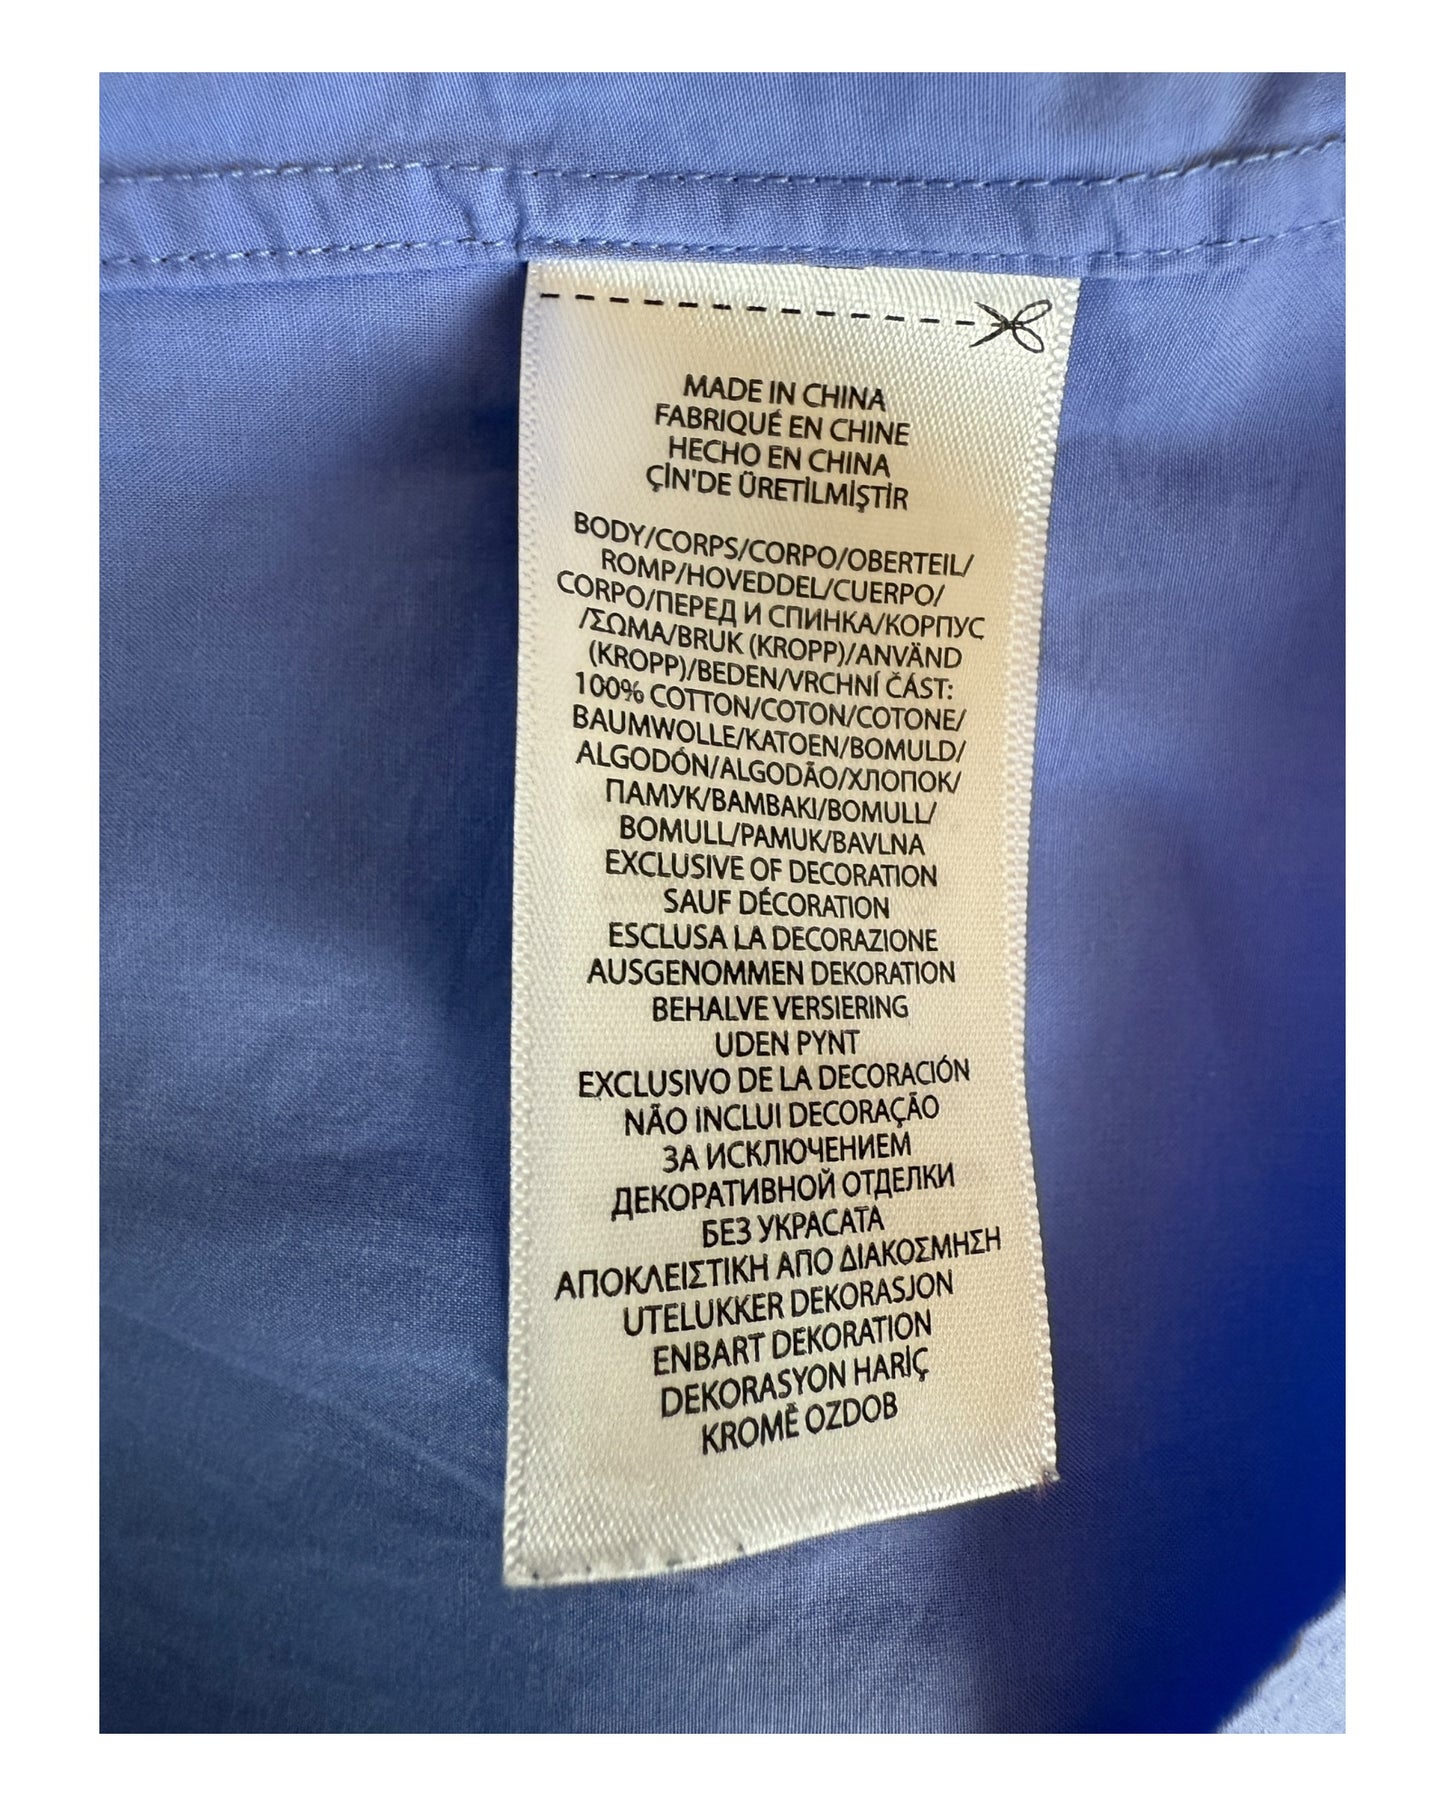 MADE IN CHINA
FABRIQUÉ EN CHINE
HECHO EN CHINA
ÇİN'DE ÜRETİLMİŞTİR
BODY/CORPS/CORPO/OBERTEIL/
ROMP/HOVEDDEL/CUERPO/
CORPO/ПЕРЕД И СПИНКА/КОРПУС
/ΣΩΜΑ/BRUK (KROPP)/ANVÄND
(KROPP)/BEDEN/VRCHNÍ ČÁST:
100% COTTON/COTON/COTONE/
BAUMWOLLE/KATOEN/BOMULD/
ALGODÓN/ALGODÃO/ХЛОПОК/
ПАМУК/BAMBAKI/BOMULL/
BOMULL/PAMUK/BAVLNA
EXCLUSIVE OF DECORATION
SAUF DÉCORATION
ESCLUSA LA DECORAZIONE
AUSGENOMMEN DEKORATION
BEHALVE VERSIERING
UDEN PYNT
EXCLUSIVO DE LA DECORACIÓN
NÃO INCLUI DECORAÇÃO
ЗА ИСКЛЮЧЕНИЕМ
ДЕКОРАТИВНОЙ ОТДЕЛКИ
БЕЗ УКРАСАТА
ΑΠΟΚΛΕΙΣΤΙΚΗ ΑΠΟ ΔΙΑΚΟΣΜΗΣΗ
UTELUKKER DEKORASJON
ENBART DEKORATION
DEKORASYON HARİÇ
KROMĚ OZDOB